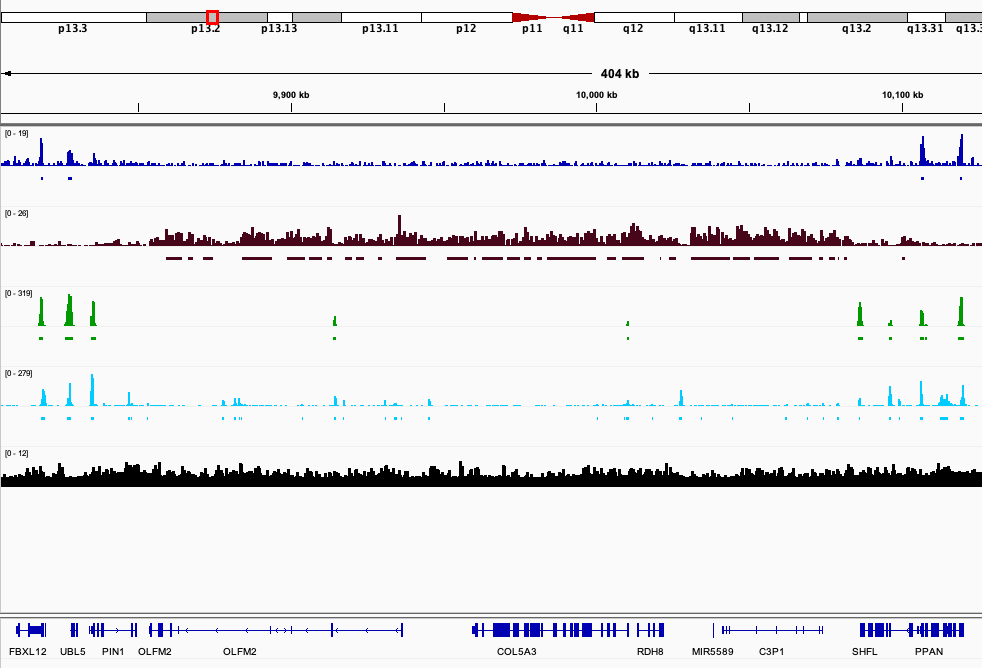 p13.3 p13.2 p13.13 p13.11 p12 p11 q11 q12 q13.11 q13.12 q13.2 q13.31
404 kb
9,900 kb 10,000 kb 10,100 kb
[0 - 19]
[0 - 26]
[0 - 319]
[0 - 279]
[0 - 12]
FBXL12 UBL5 PIN1 OLFM2 OLFM2 COL5A3 RDH8 MIR5589 C3P1 SHFL PPAN